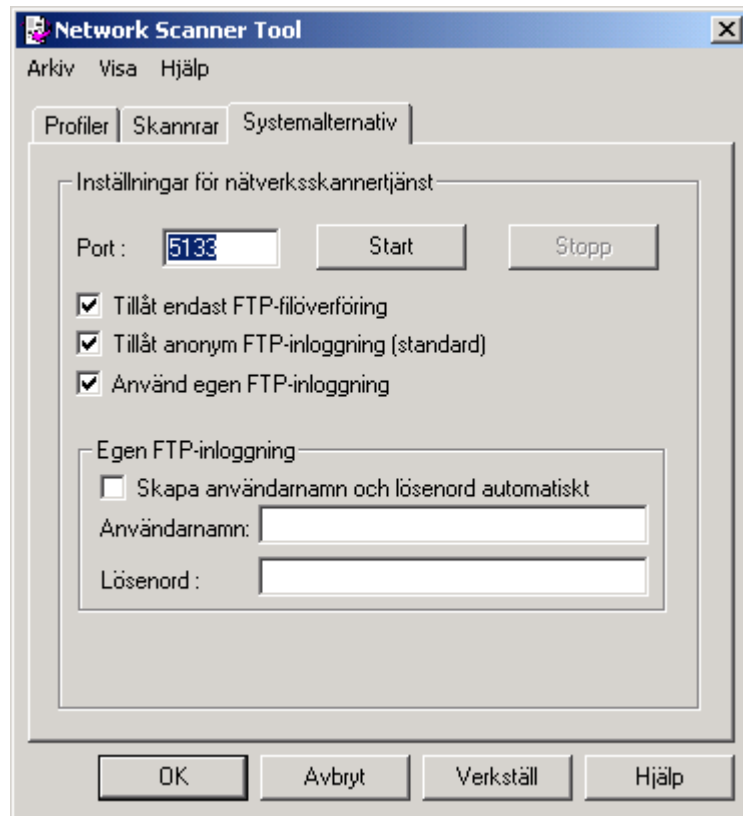 Network Scanner Tool
Arkiv Visa Hjälp
Profiler Skannrar Systemalternativ
Inställningar för nätverksskannertjänst
Port : 5133 Start Stopp
Tillåt endast FTP-filöverföring
Tillåt anonym FTP-inloggning (standard)
Använd egen FTP-inloggning
Egen FTP-inloggning
Skapa användarnamn och lösenord automatiskt
Användarnamn:
Lösenord :
OK Avbryt Verkställ Hjälp